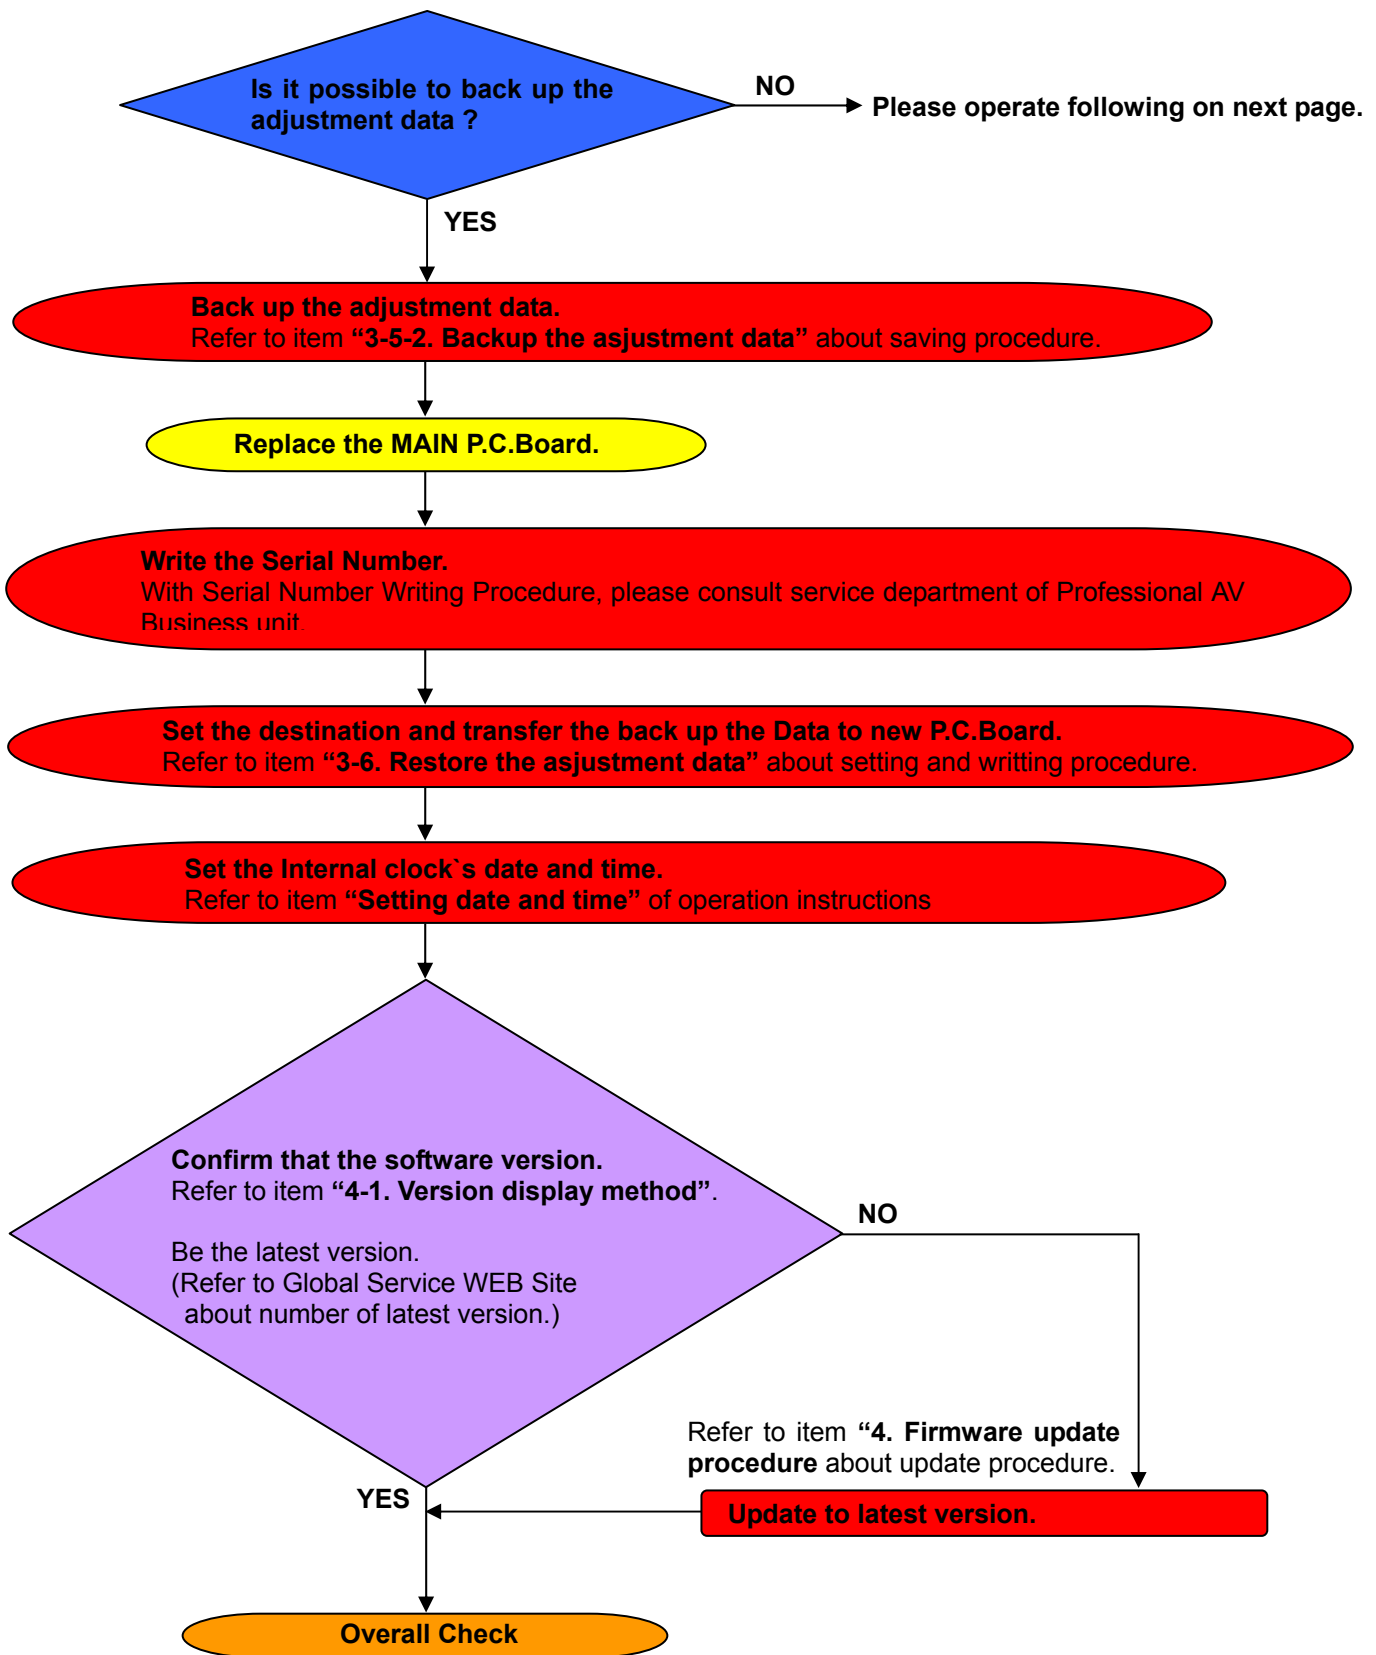 Is it possible to back up the
adjustment data ?
NO
Please operate following on next page.
YES
Back up the adjustment data.
Refer to item “3-5-2. Backup the asjustment data” about saving procedure.
Replace the MAIN P.C.Board.
Write the Serial Number.
With Serial Number Writing Procedure, please consult service department of Professional AV
Business unit.
Set the destination and transfer the back up the Data to new P.C.Board.
Refer to item “3-6. Restore the asjustment data” about setting and writting procedure.
Set the Internal clock`s date and time.
Refer to item “Setting date and time” of operation instructions
Confirm that the software version.
Refer to item “4-1. Version display method”.
NO
Be the latest version.
(Refer to Global Service WEB Site
about number of latest version.)
Refer to item “4. Firmware update
procedure about update procedure.
YES
Update to latest version.
Overall Check